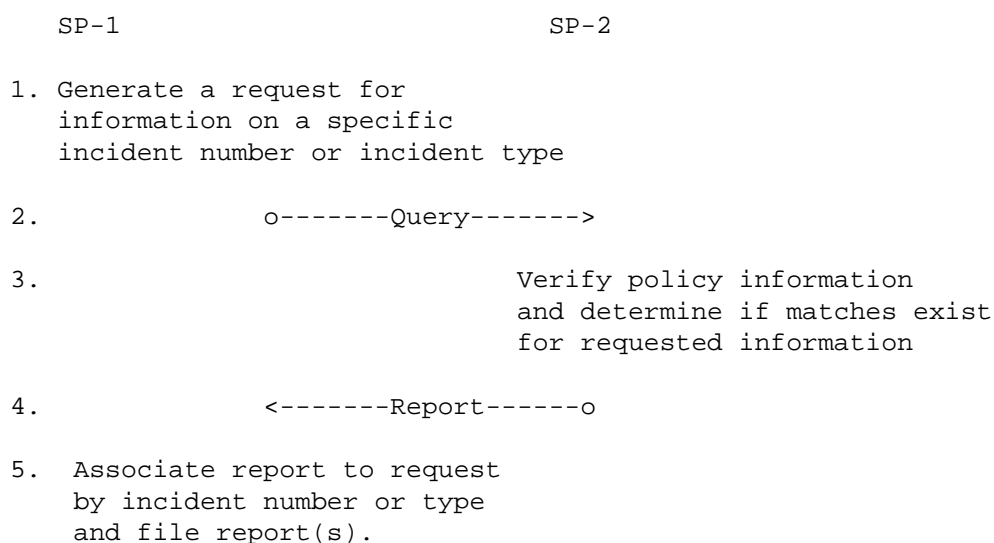 SP-1                           SP-2
1. Generate a request for
information on a specific
incident number or incident type
2.              o-------Query------->
3.                              Verify policy information
and determine if matches exist
for requested information
4.              <-------Report------o
5.  Associate report to request
by incident number or type
and file report(s).